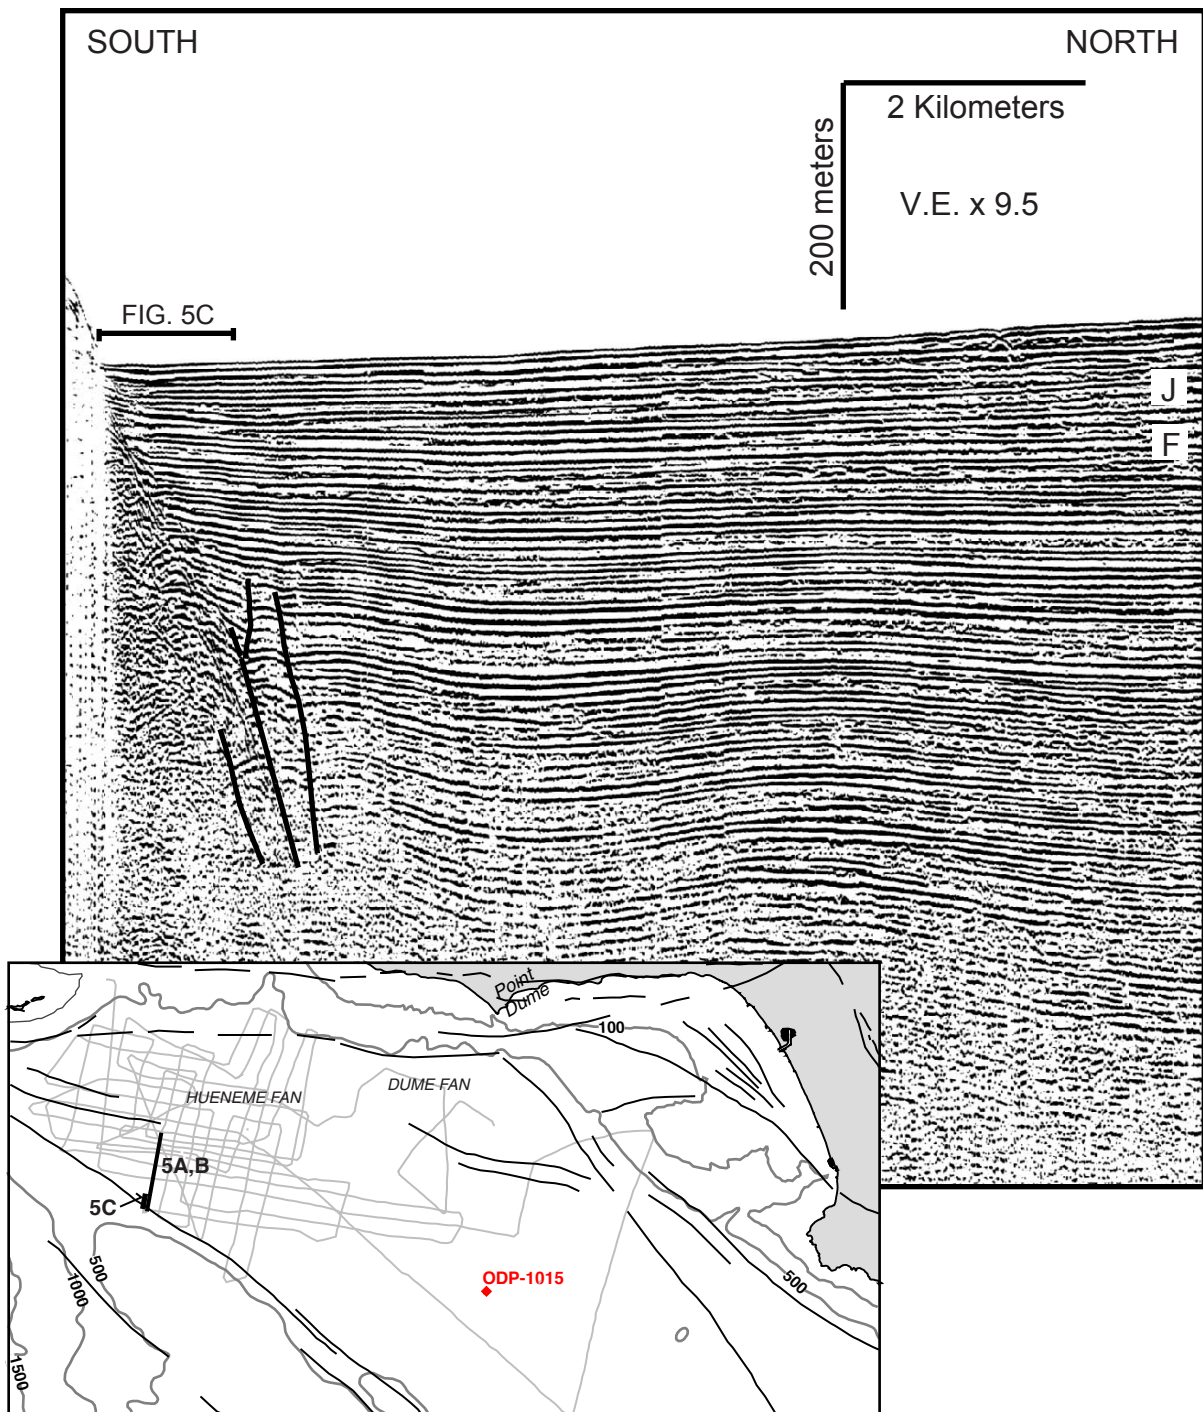 SOUTH
NORTH
2 Kilometers
200 meters
V.E. x 9.5
FIG. 5C
J
F
Point
Dume
100
HUENEME FAN
DUME FAN
5A,B
5C
500
1000
1500
ODP-1015
500